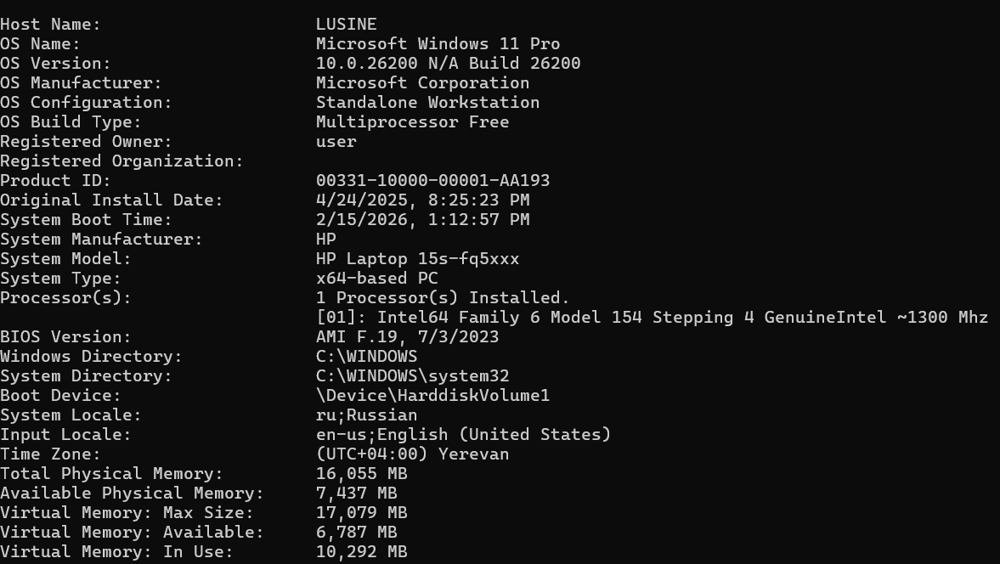 Host Name: LUSINE
OS Name: Microsoft Windows 11 Pro
OS Version: 10.0.26200 N/A Build 26200
OS Manufacturer: Microsoft Corporation
OS Configuration: Standalone Workstation
OS Build Type: Multiprocessor Free
Registered Owner: user
Registered Organization:
Product ID: 00331-10000-00001-AA193
Original Install Date: 4/24/2025, 8:25:23 PM
System Boot Time: 2/15/2026, 1:12:57 PM
System Manufacturer: HP
System Model: HP Laptop 15s-fq5xxx
System Type: x64-based PC
Processor(s): 1 Processor(s) Installed.
[01]: Intel64 Family 6 Model 154 Stepping 4 GenuineIntel ~1300 Mhz
BIOS Version: AMI F.19, 7/3/2023
Windows Directory: C:\WINDOWS
System Directory: C:\WINDOWS\system32
Boot Device: \Device\HarddiskVolume1
System Locale: ru;Russian
Input Locale: en-us;English (United States)
Time Zone: (UTC+04:00) Yerevan
Total Physical Memory: 16,055 MB
Available Physical Memory: 7,437 MB
Virtual Memory: Max Size: 17,079 MB
Virtual Memory: Available: 6,787 MB
Virtual Memory: In Use: 10,292 MB